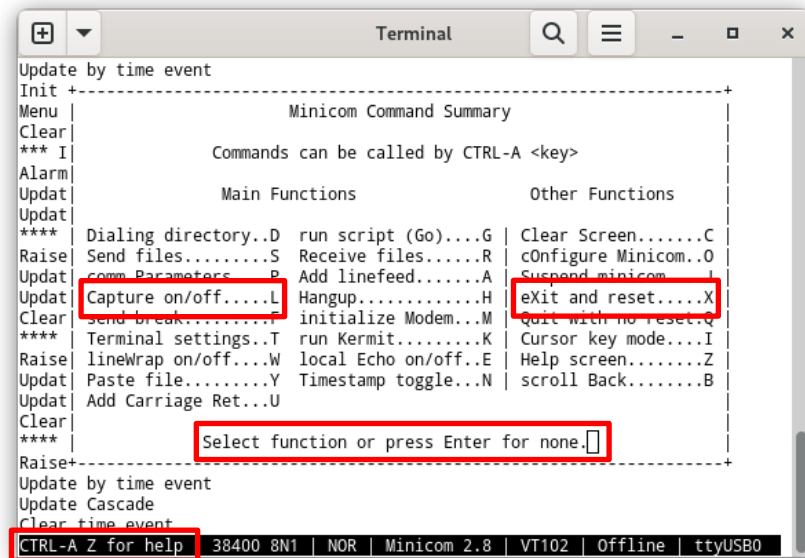 Terminal
Update by time event
Init +--------------------------------------------------------------------+
Menu | Minicom Command Summary |
Clear| |
*** I| Commands can be called by CTRL-A <key> |
Alarm| |
Updat| Main Functions Other Functions |
Updat| |
**** | Dialing directory..D run script (Go)....G | Clear Screen.......C |
Raise| Send files.........S Receive files......R | cOnfigure Minicom..O |
Updat| comm Parameters....P Add linefeed.......A | Suspend minicom....J |
Updat| Capture on/off.....L Hangup.............H | eXit and reset.....X |
Clear| send break.........F initialize Modem...M | Quit with no reset.Q |
**** | Terminal settings..T run Kermit.........K | Cursor key mode....I |
Raise| lineWrap on/off....W local Echo on/off..E | Help screen........Z |
Updat| Paste file.........Y Timestamp toggle...N | scroll Back........B |
Updat| Add Carriage Ret...U |
Clear| |
**** | Select function or press Enter for none. |
Raise+--------------------------------------------------------------------+
Update by time event
Update Cascade
Clear time event
CTRL-A Z for help | 38400 8N1 | NOR | Minicom 2.8 | VT102 | Offline | ttyUSB0